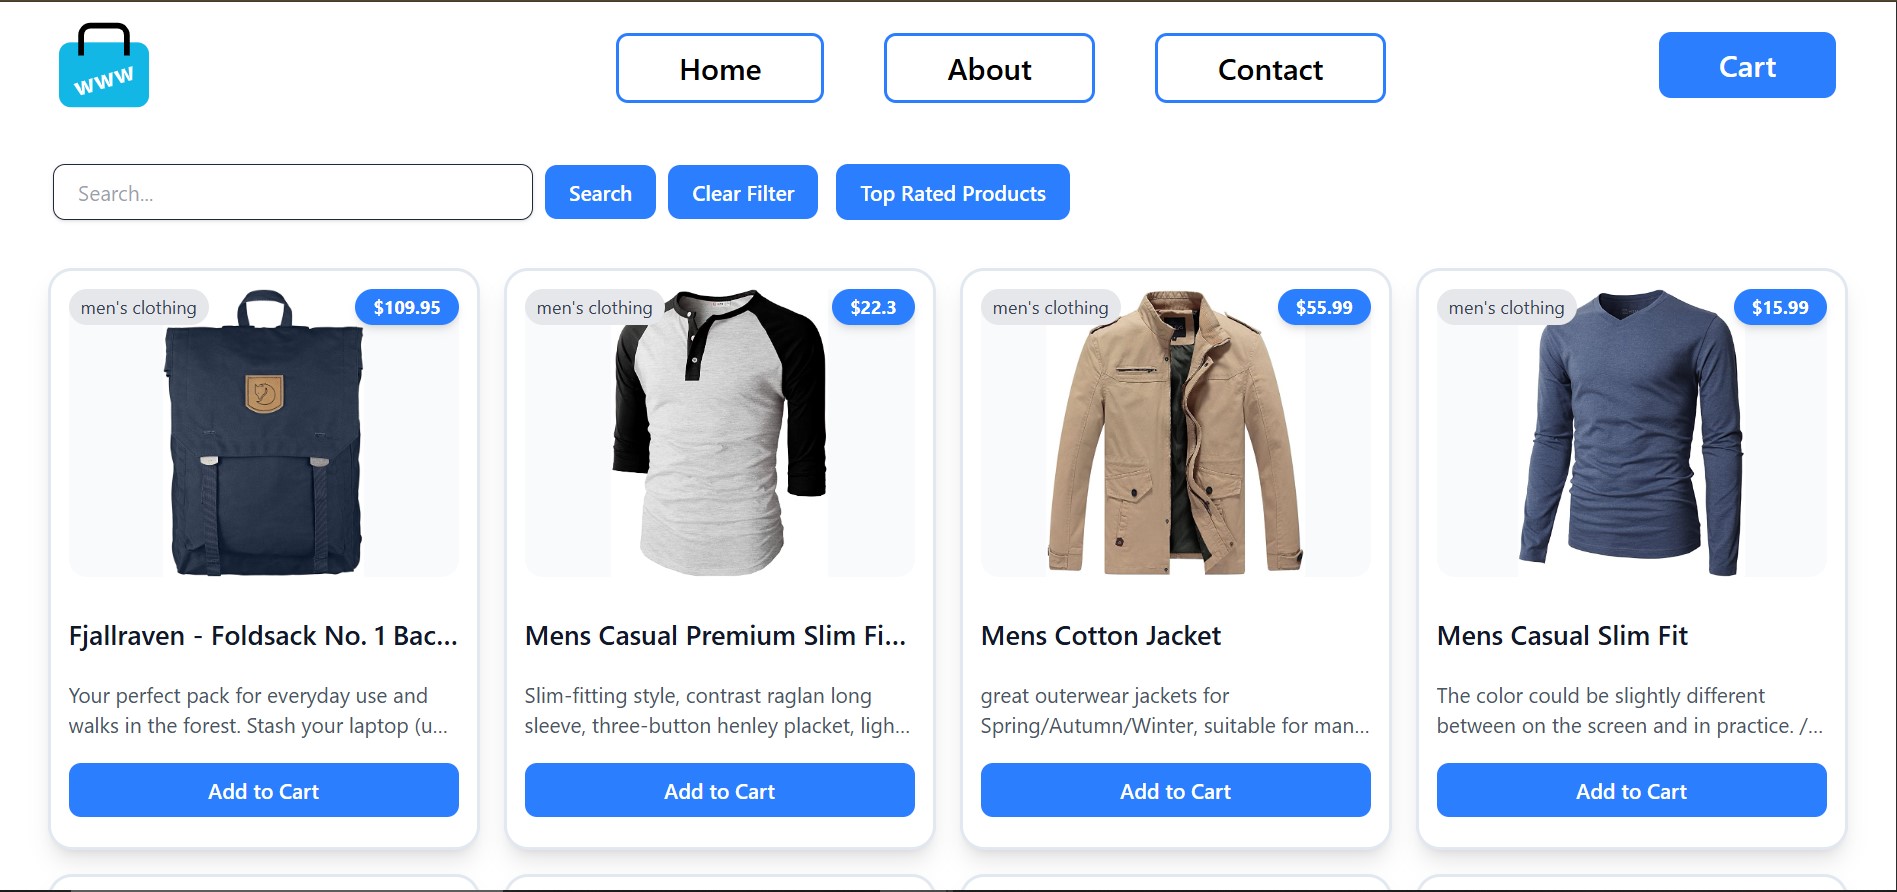 www
Home
About
Contact
Cart
Search...
Search
Clear Filter
Top Rated Products
men's clothing
$109.95
Fjallraven - Foldsack No. 1 Bac...
Your perfect pack for everyday use and
walks in the forest. Stash your laptop (u...
Add to Cart
men's clothing
$22.3
Mens Casual Premium Slim Fi...
Slim-fitting style, contrast raglan long
sleeve, three-button henley placket, ligh...
Add to Cart
men's clothing
$55.99
Mens Cotton Jacket
great outerwear jackets for
Spring/Autumn/Winter, suitable for man...
Add to Cart
men's clothing
$15.99
Mens Casual Slim Fit
The color could be slightly different
between on the screen and in practice. /...
Add to Cart